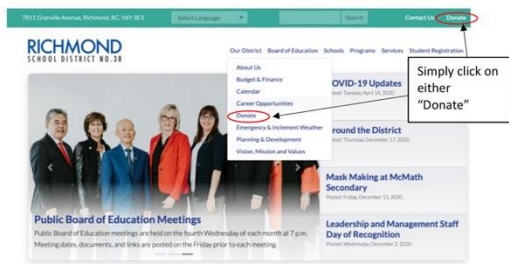 7811 Granville Avenue, Richmond, BC, V6Y 3E3
Select Language
Search
Contact Us
Donate
RICHMOND
SCHOOL DISTRICT NO.38
Our District Board of Education Schools Programs Services Student Registration
About Us
Budget & Finance
Calendar
Career Opportunities
Donate
Emergency & Inclement Weather
Planning & Development
Vision, Mission and Values
Simply click on
either
“Donate”
OVID-19 Updates
Tuesday April 14, 2020
round the District
Thursday, December 17, 2020
Mask Making at McMath
Secondary
Posted: Friday, December 11, 2020
Leadership and Management Staff
Day of Recognition
Posted: Wednesday, December 2, 2020
Public Board of Education Meetings
Public Board of Education meetings are held on the fourth Wednesday of each month at 7 p.m.
Meeting dates, documents, and links are posted on the Friday prior to each meeting.